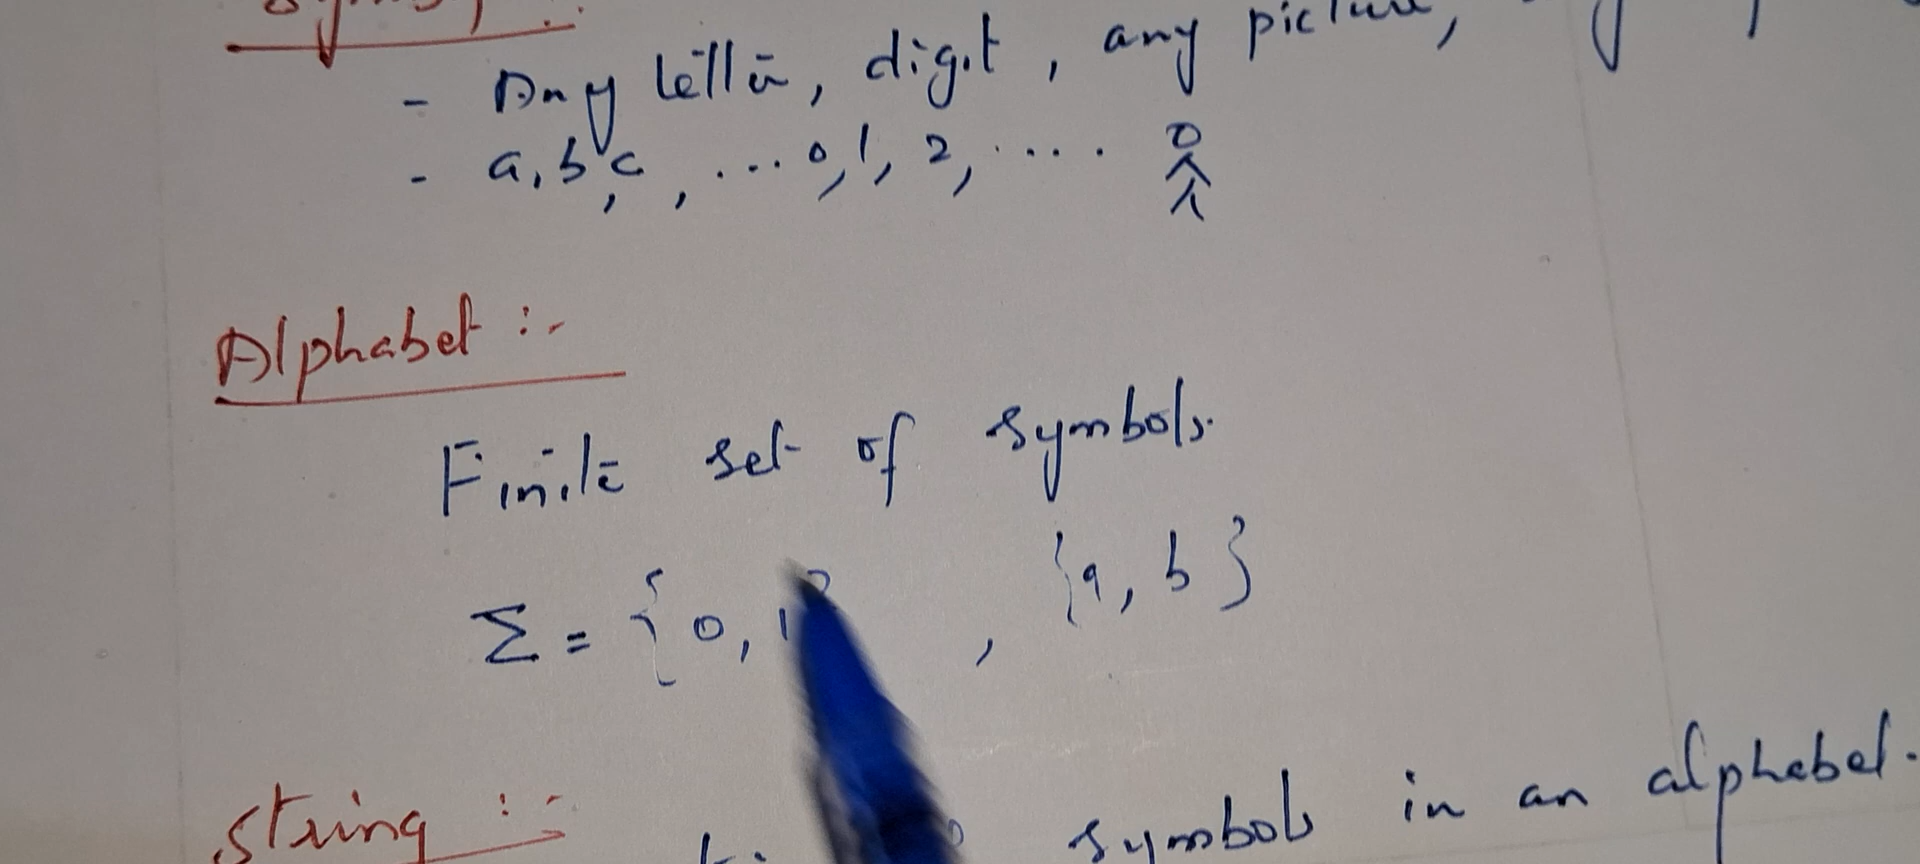 - Any letter, digit, any picture,
- a, b, c, ... 0, 1, 2, ....
Alphabet :-
Finite set of symbols.
Σ = {0, 1 , {a, b}
String :-
symbols in an alphabet.